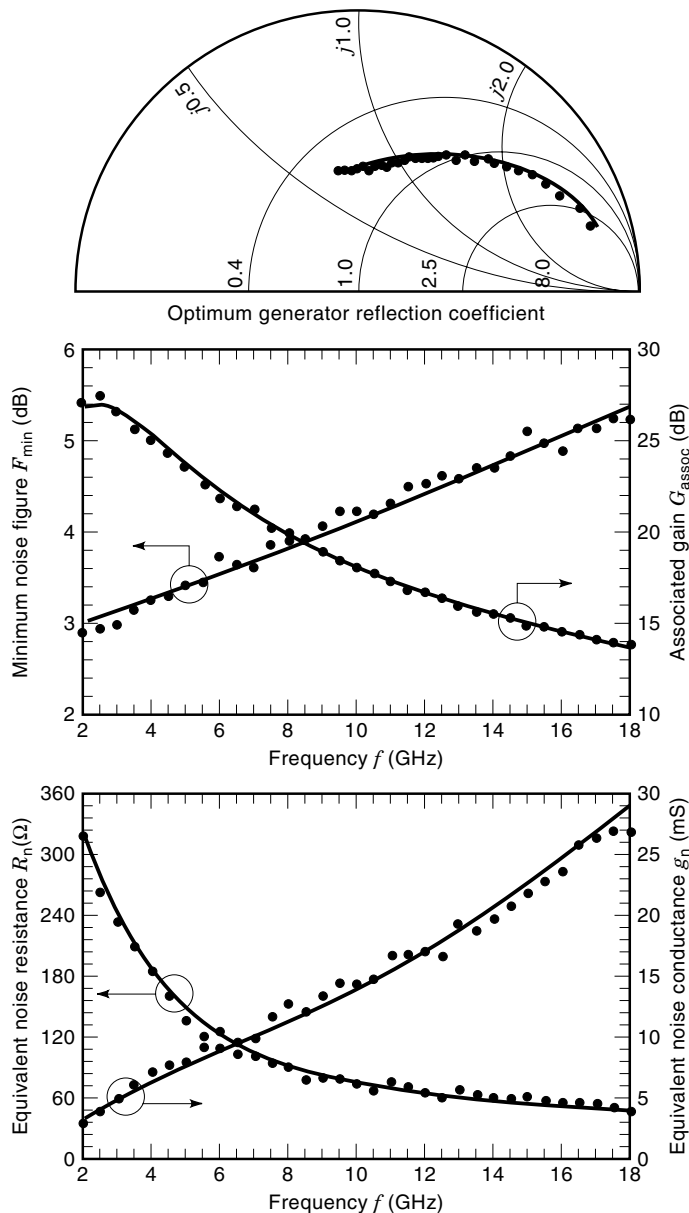 j0.5
j1.0
j2.0
0.4
1.0
2.5
8.0
Optimum generator reflection coefficient
Minimum noise figure Fmin (dB)
6
5
4
3
2
30
25
20
15
10
Associated gain Gassoc (dB)
2 4 6 8 10 12 14 16 18
Frequency f (GHz)
Equivalent noise resistance Rn(Ω)
360
300
240
180
120
60
0
30
25
20
15
10
5
0
Equivalent noise conductance gn (mS)
2 4 6 8 10 12 14 16 18
Frequency f (GHz)